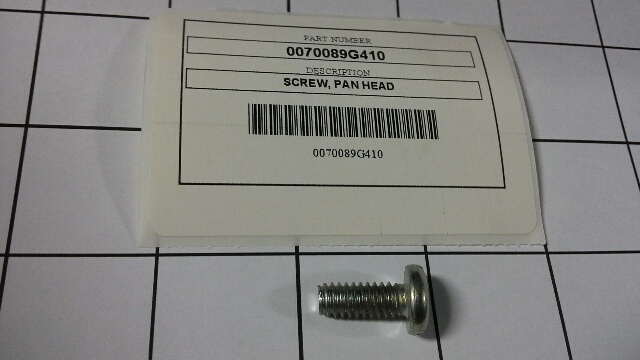 PART NUMBER
0070089G410
DESCRIPTION
SCREW, PAN HEAD
0070089G410